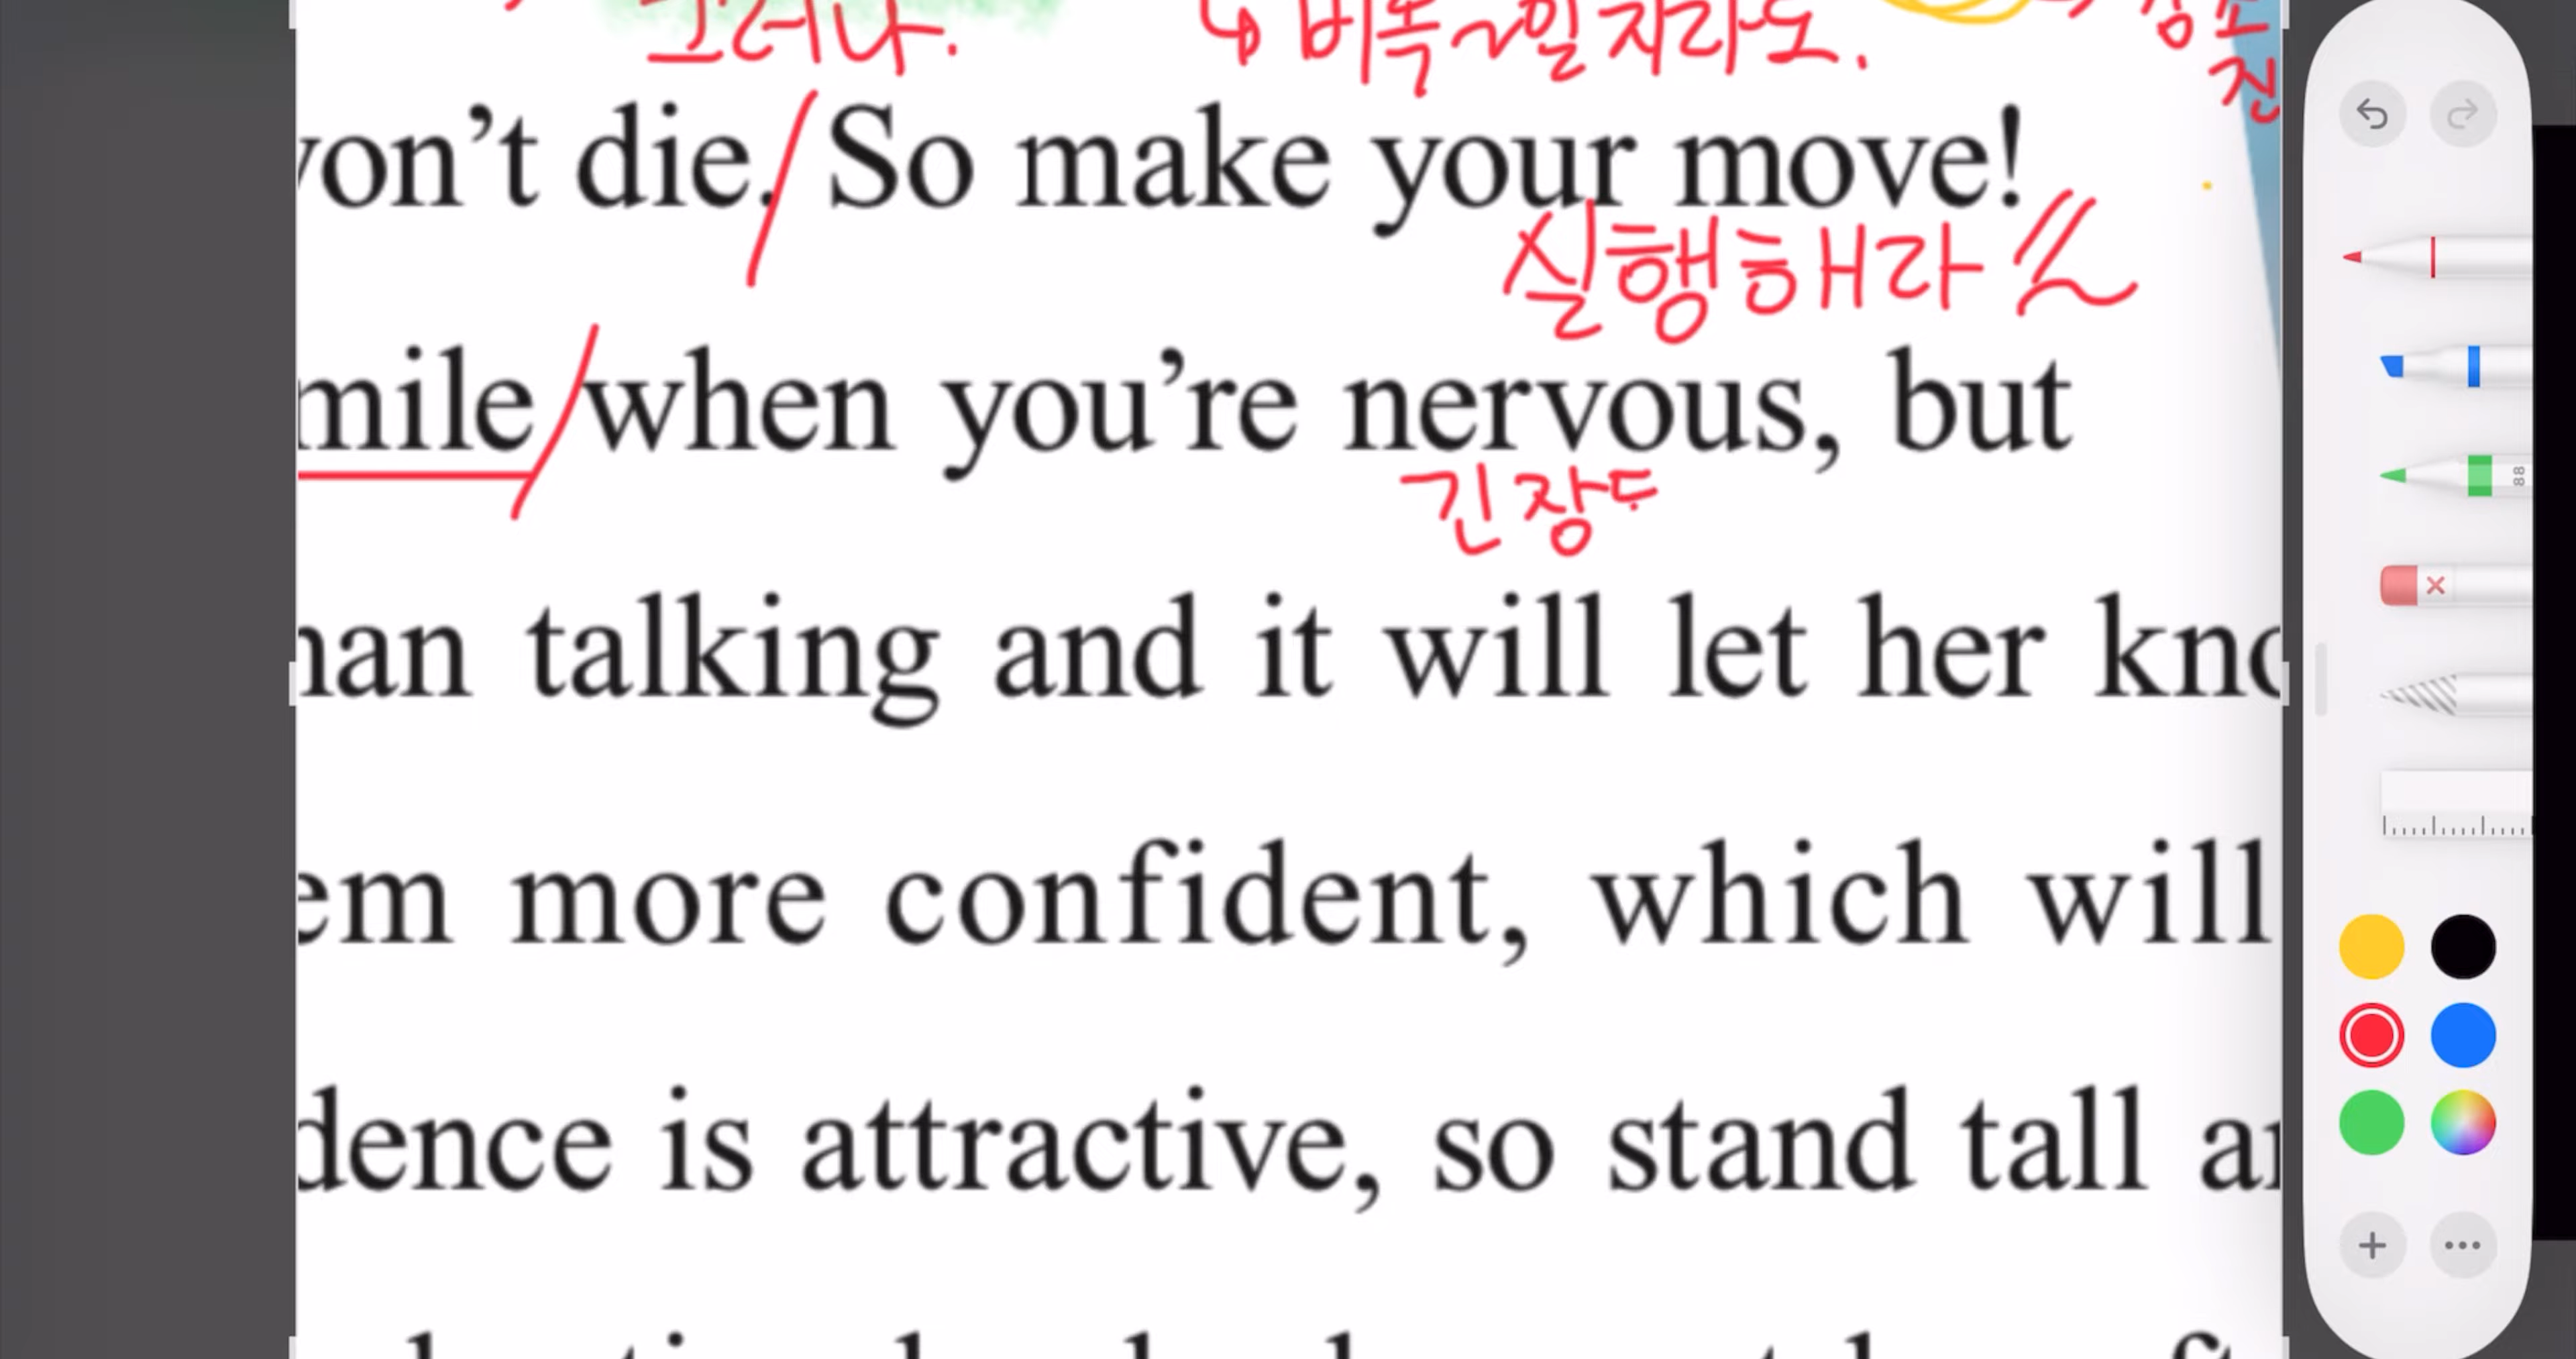 그러나. ↳ 비록~일지라도.
von't die. So make your move!
실행해라
mile when you're nervous, but
긴장
han talking and it will let her kno
em more confident, which will
dence is attractive, so stand tall ar